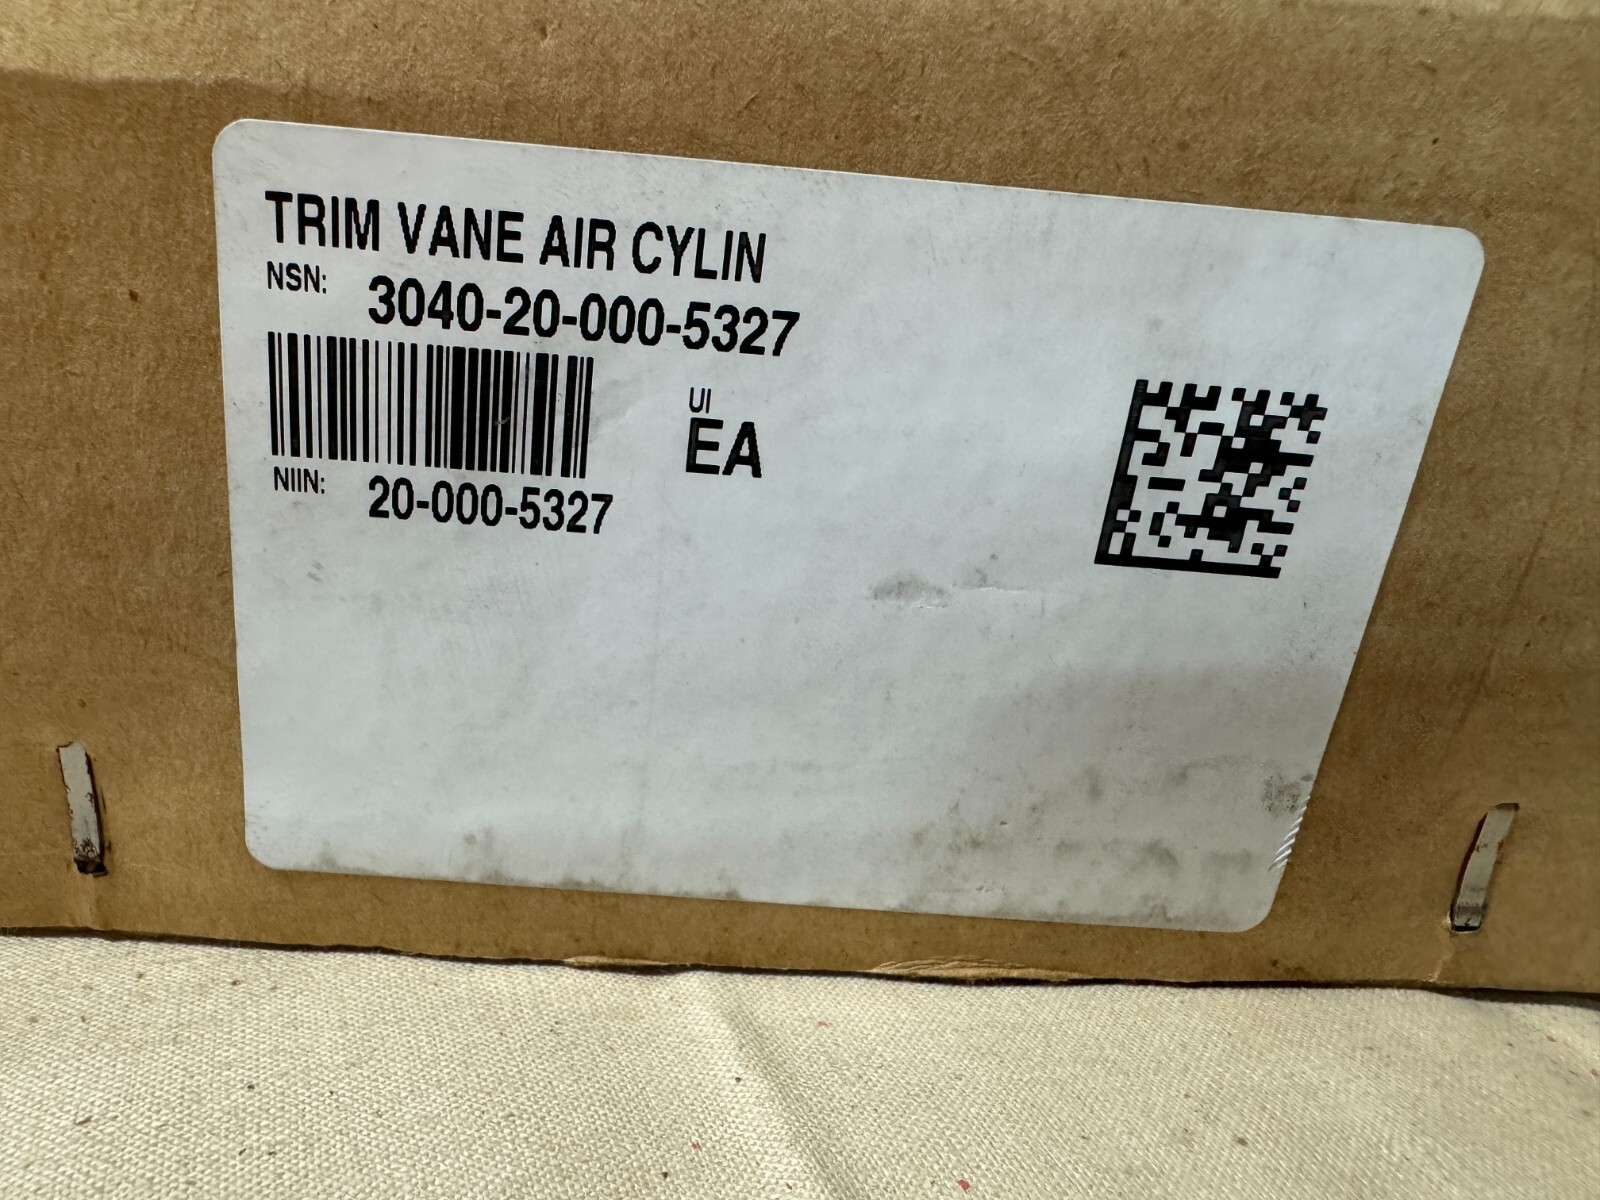 TRIM VANE AIR CYLIN
NSN: 3040-20-000-5327
UI
EA
NIIN: 20-000-5327